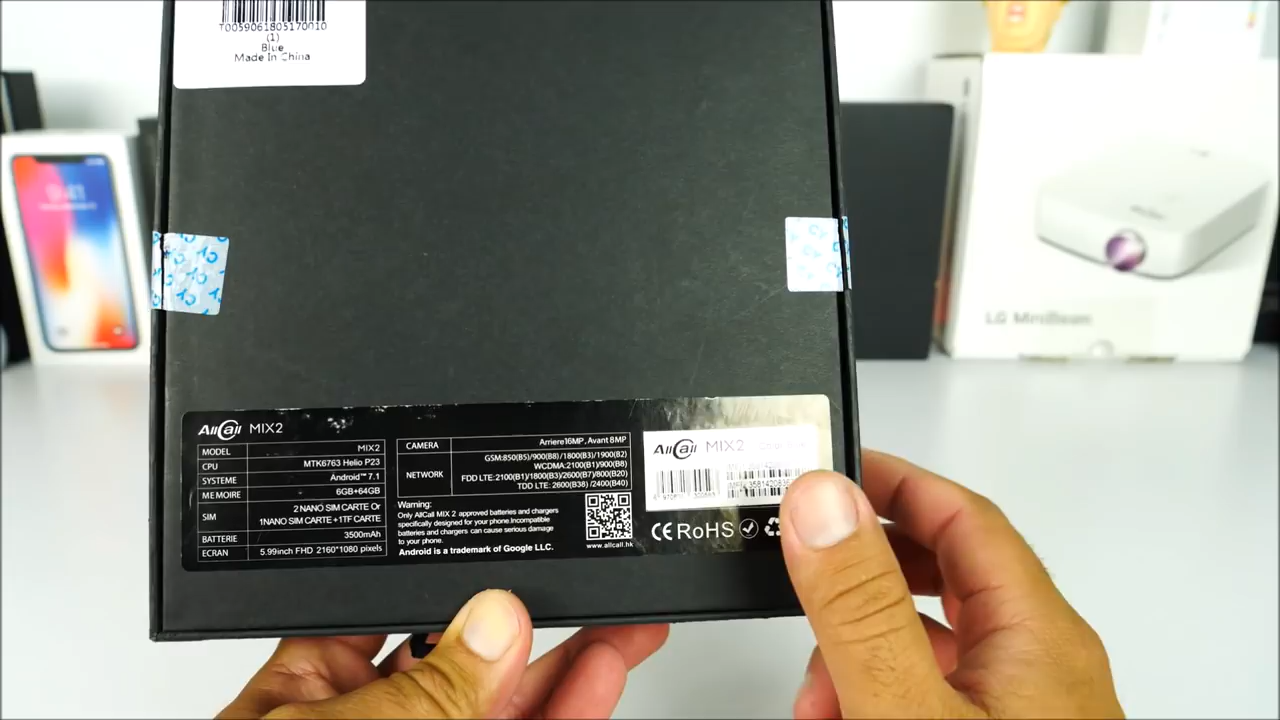 T0059061805170010
(1)
Blue
Made In China
9:41
LG MiniBeam
AllCall MIX2
MODEL MIX2
CPU MTK6763 Helio P23
SYSTEME Android™ 7.1
MEMOIRE 6GB+64GB
SIM 2 NANO SIM CARTE Or
1NANO SIM CARTE+1TF CARTE
BATTERIE 3500mAh
ECRAN 5.99inch FHD 2160*1080 pixels
CAMERA Arriere16MP, Avant 8MP
NETWORK GSM:850(B5)/900(B8) /1800(B3)/1900(B2)
WCDMA:2100(B1)/900(B8)
FDD LTE:2100(B1)/1800(B3)/2600(B7)/800(B20)
TDD LTE: 2600(B38) /2400(B40)
Warning:
Only AllCall MIX 2 approved batteries and chargers
specifically designed for your phone.Incompatible
batteries and chargers can cause serious damage
to your phone.
Android is a trademark of Google LLC.
www.allcall.hk
AllCall MIX2
CE RoHS